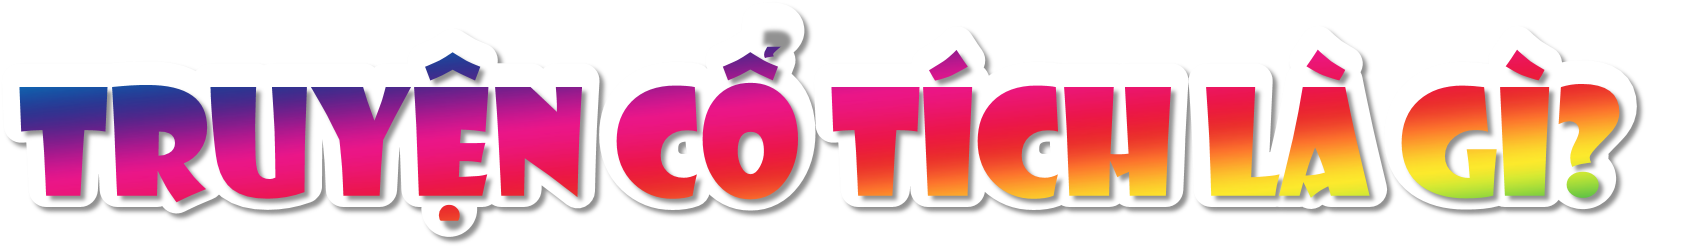 TRUYỆN CỔ TÍCH LÀ GÌ?